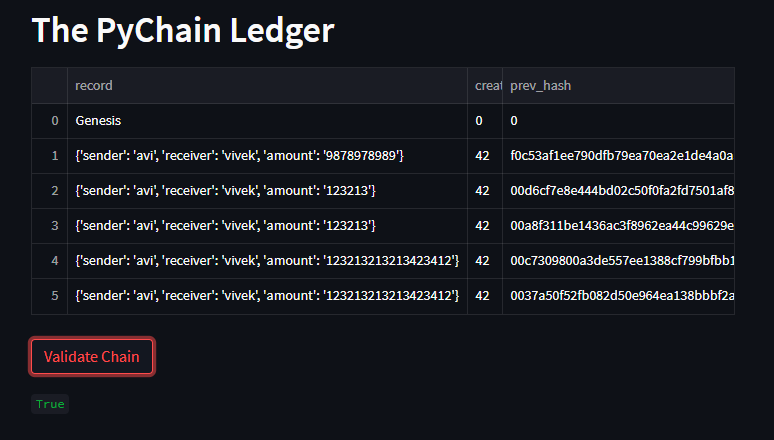 The PyChain Ledger
record creat prev_hash
0 Genesis 0 0
1 {'sender': 'avi', 'receiver': 'vivek', 'amount': '9878978989'} 42 f0c53af1ee790dfb79ea70ea2e1de4a0a
2 {'sender': 'avi', 'receiver': 'vivek', 'amount': '123213'} 42 00d6cf7e8e444bd02c50f0fa2fd7501af8
3 {'sender': 'avi', 'receiver': 'vivek', 'amount': '123213'} 42 00a8f311be1436ac3f8962ea44c99629e
4 {'sender': 'avi', 'receiver': 'vivek', 'amount': '123213213213423412'} 42 00c7309800a3de557ee1388cf799bfbb1
5 {'sender': 'avi', 'receiver': 'vivek', 'amount': '123213213213423412'} 42 0037a50f52fb082d50e964ea138bbbf2a
Validate Chain
True